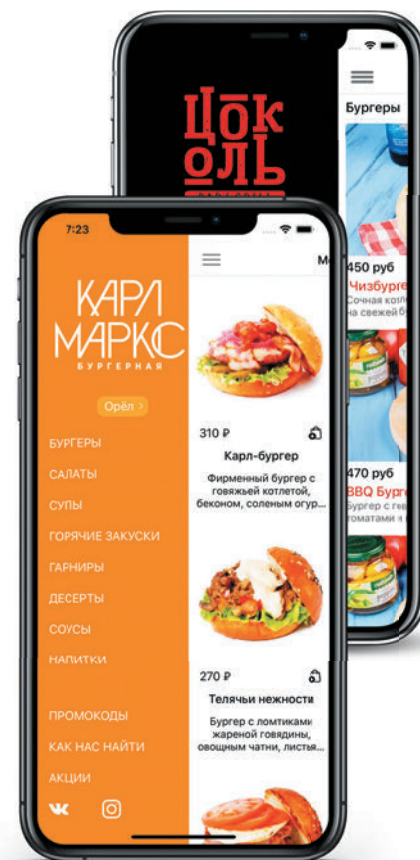 ЦОК
ОЛЬ
Бургеры
450 руб
Чизбурге
Сочная
на свежей
470 руб
BBQ Бург
Бургер с
томатами и
7:23
КАРЛ
МАРКС
БУРГЕРНАЯ
Орёл >
БУРГЕРЫ
САЛАТЫ
СУПЫ
ГОРЯЧИЕ ЗАКУСКИ
ГАРНИРЫ
ДЕСЕРТЫ
СОУСЫ
НАПИТКИ
ПРОМОКОДЫ
КАК НАС НАЙТИ
АКЦИИ
310 ₽
Карл-бургер
Фирменный бургер с
говяжьей котлетой,
беконом, соленым огур...
270 ₽
Телячьи нежности
Бургер с ломтиками
жареной говядины,
овощным чатни, листья...